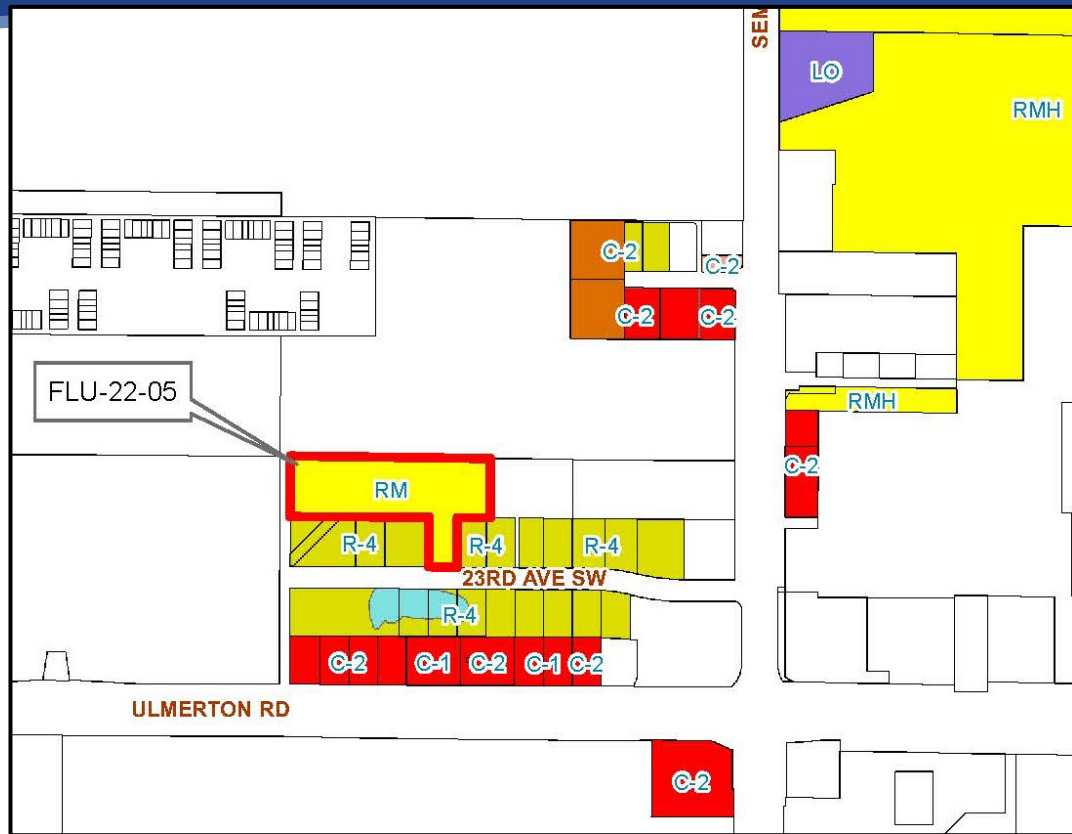 SEM
LO
RMH
C-2
C-2
C-2
C-2
FLU-22-05
RMH
C-2
RM
R-4
R-4
R-4
23RD AVE SW
R-4
C-2
C-1
C-2
C-1
C-2
ULMERTON RD
C-2